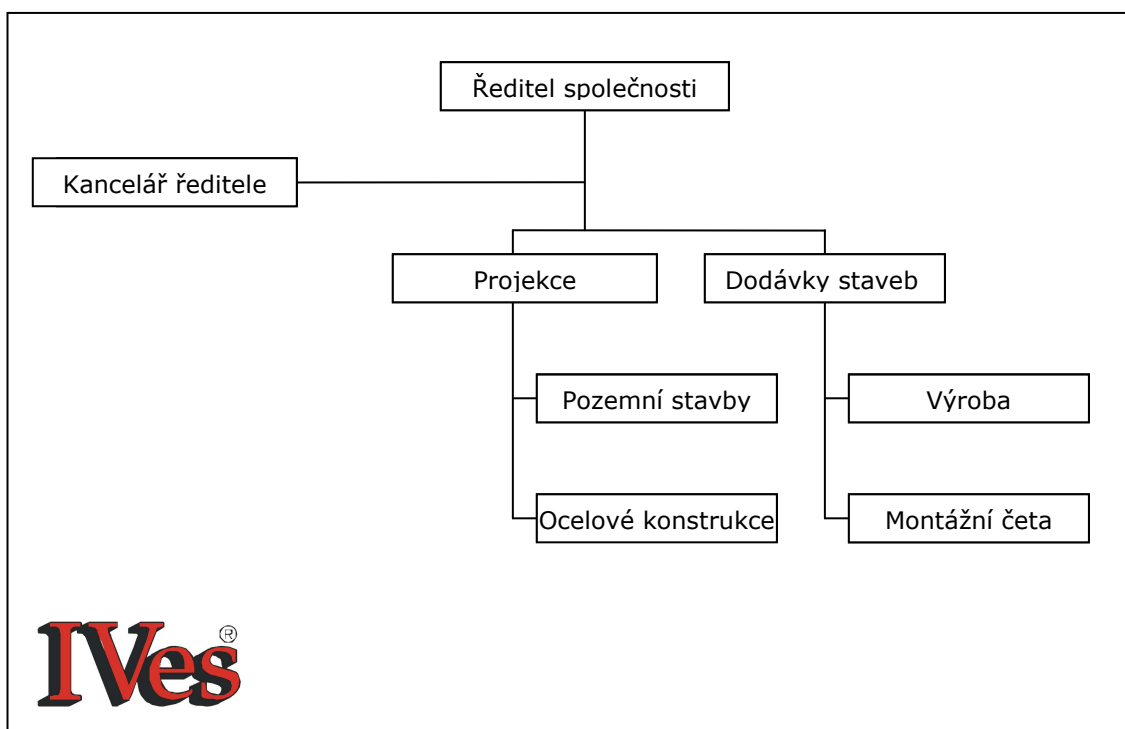 Ředitel společnosti
Kancelář ředitele
Projekce
Dodávky staveb
Pozemní stavby
Výroba
Ocelové konstrukce
Montážní četa
IVes®